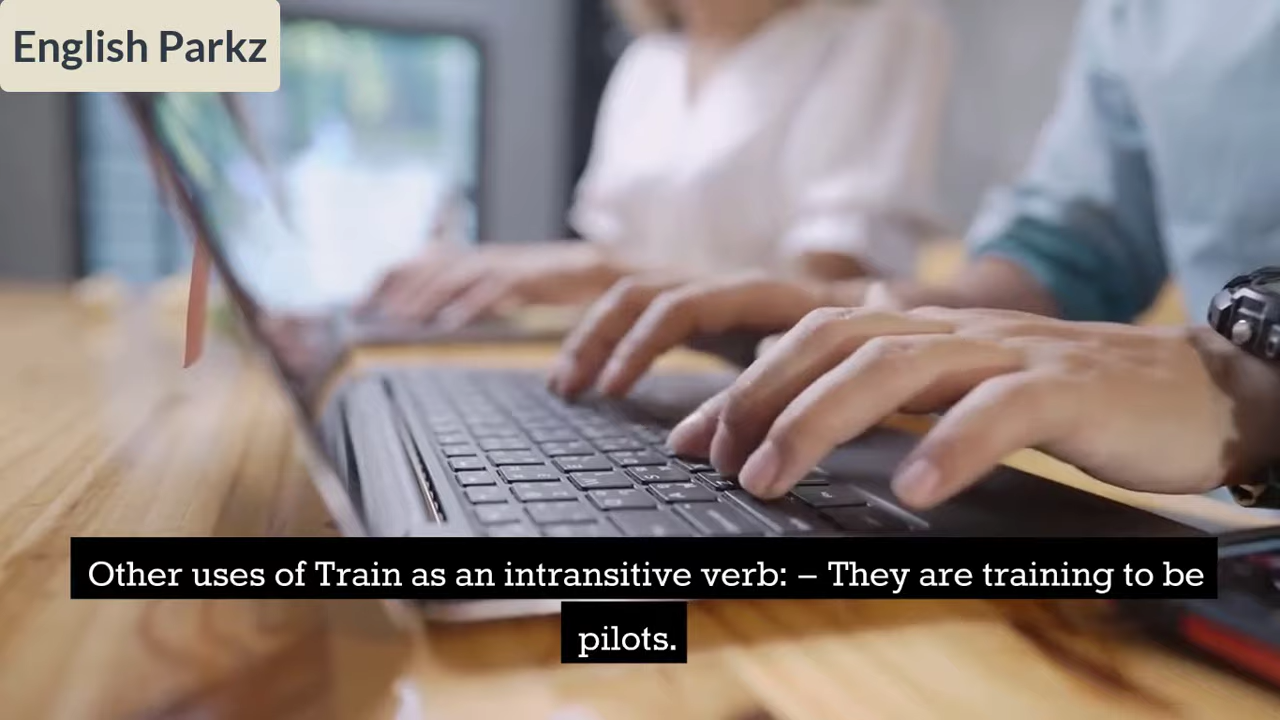 English Parkz
Other uses of Train as an intransitive verb: – They are training to be
pilots.